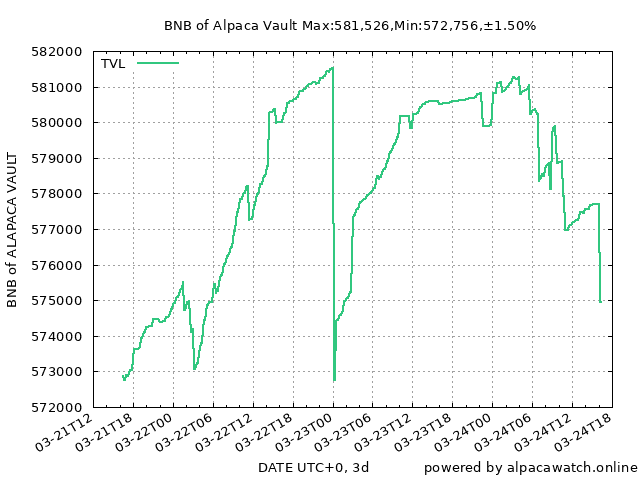 BNB of Alpaca Vault Max:581,526,Min:572,756,±1.50%
TVL
582000
581000
580000
579000
578000
577000
576000
575000
574000
573000
572000
BNB of ALAPACA VAULT
03-21T12
03-21T18
03-22T00
03-22T06
03-22T12
03-22T18
03-23T00
03-23T06
03-23T12
03-23T18
03-24T00
03-24T06
03-24T12
03-24T18
DATE UTC+0, 3d
powered by alpacawatch.online